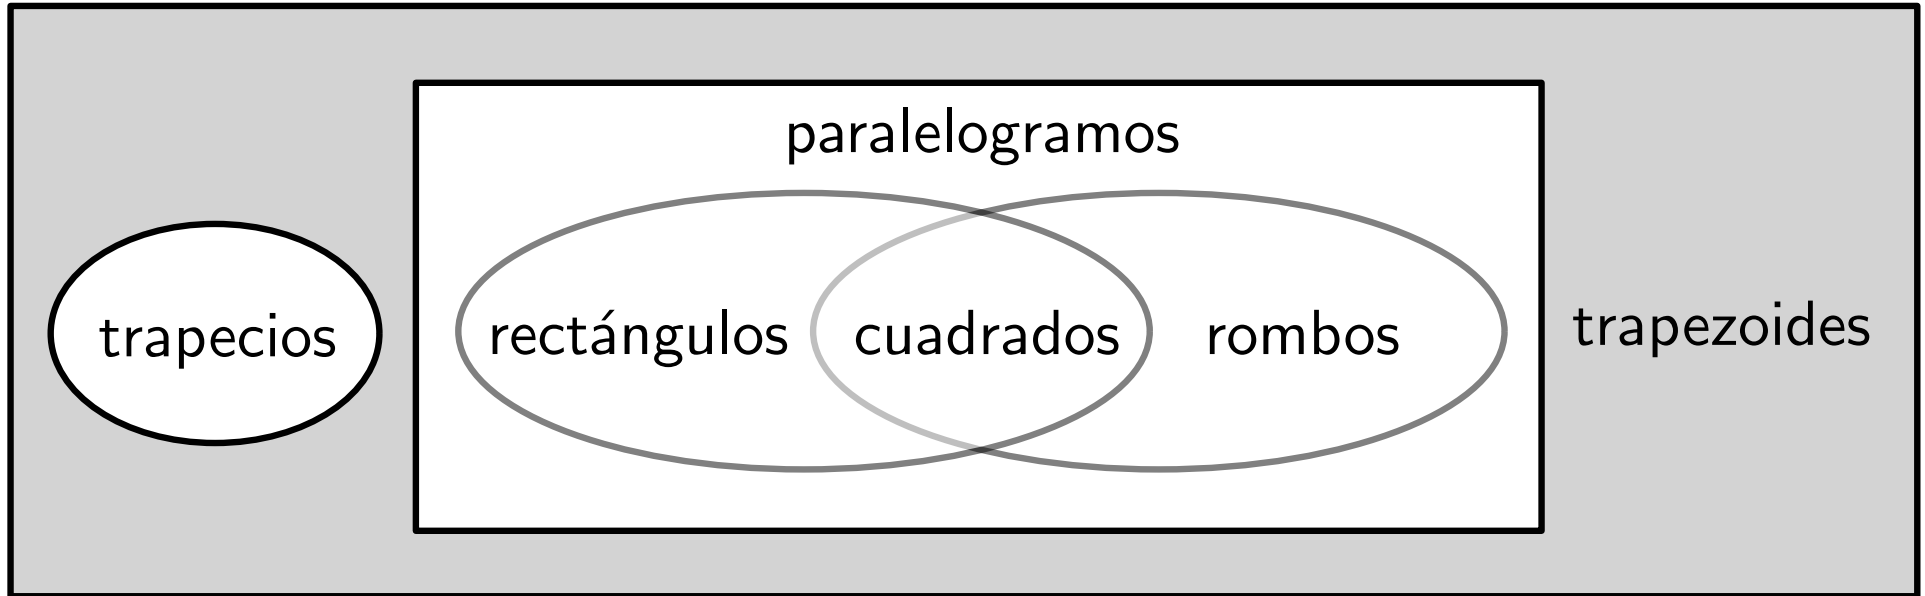 paralelogramos
trapecios
rectángulos
cuadrados
rombos
trapezoides